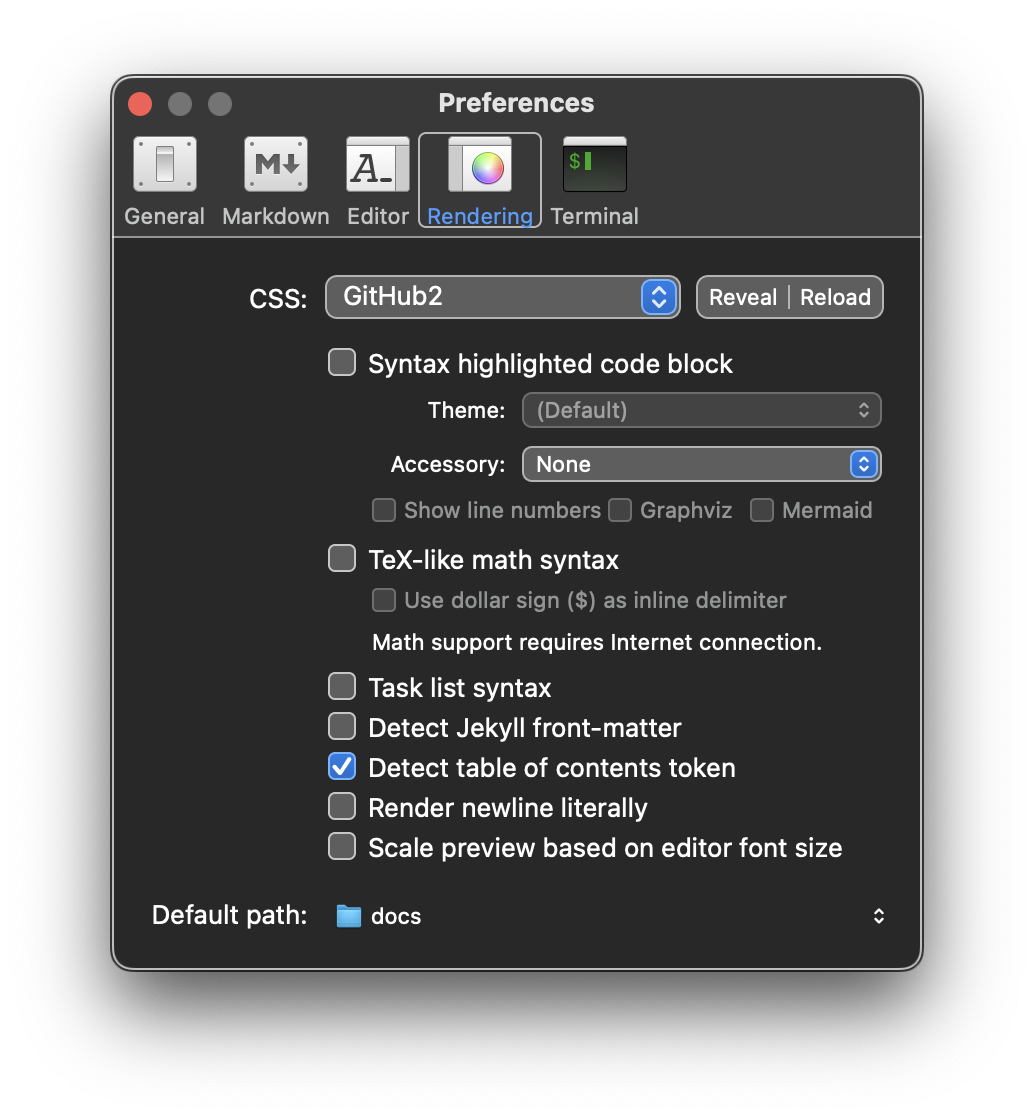 Preferences
General Markdown Editor Rendering Terminal
CSS: GitHub2 Reveal Reload
Syntax highlighted code block
Theme: (Default)
Accessory: None
Show line numbers Graphviz Mermaid
TeX-like math syntax
Use dollar sign ($) as inline delimiter
Math support requires Internet connection.
Task list syntax
Detect Jekyll front-matter
Detect table of contents token
Render newline literally
Scale preview based on editor font size
Default path: docs